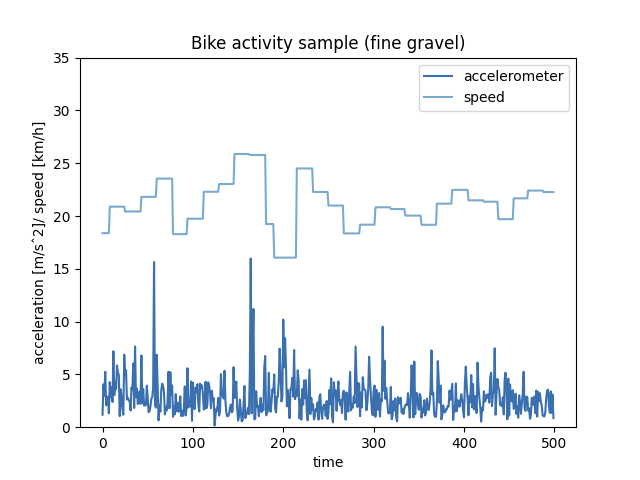 Bike activity sample (fine gravel)
accelerometer
speed
acceleration [m/sˆ2]/ speed [km/h]
35
30
25
20
15
10
5
0
0 100 200 300 400 500
time